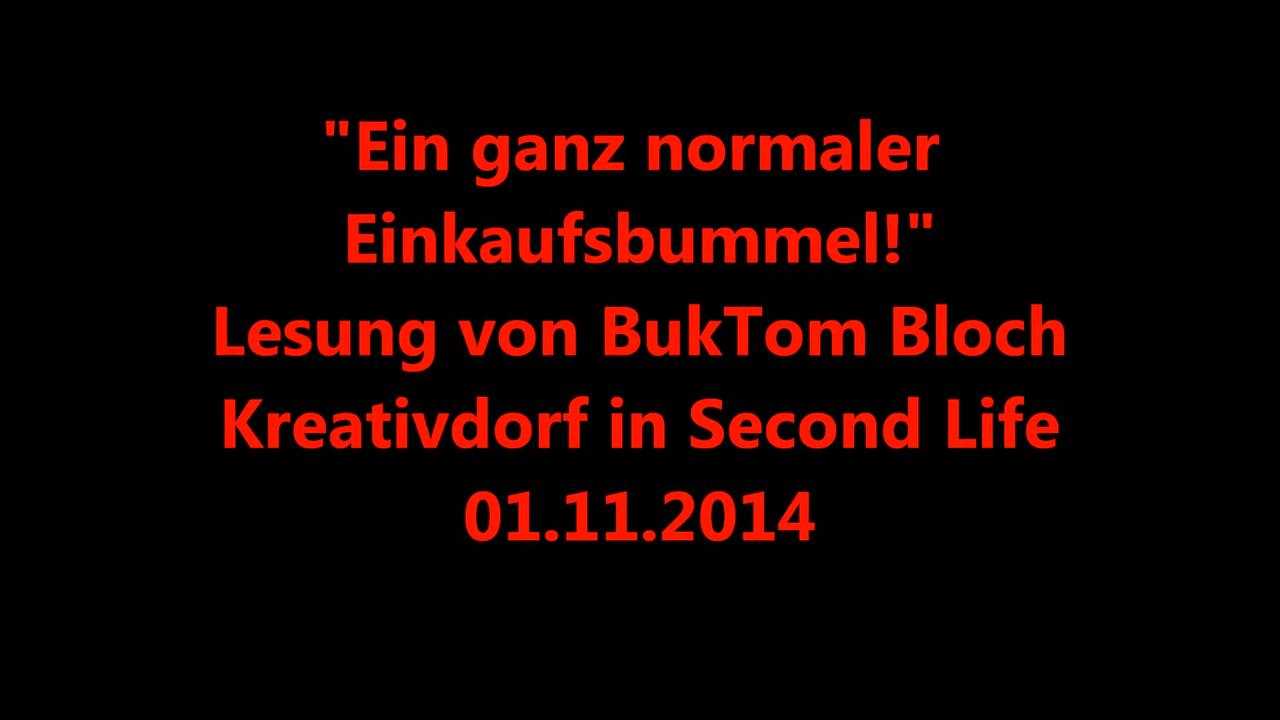 "Ein ganz normaler
Einkaufsbummel!"
Lesung von BukTom Bloch
Kreativdorf in Second Life
01.11.2014